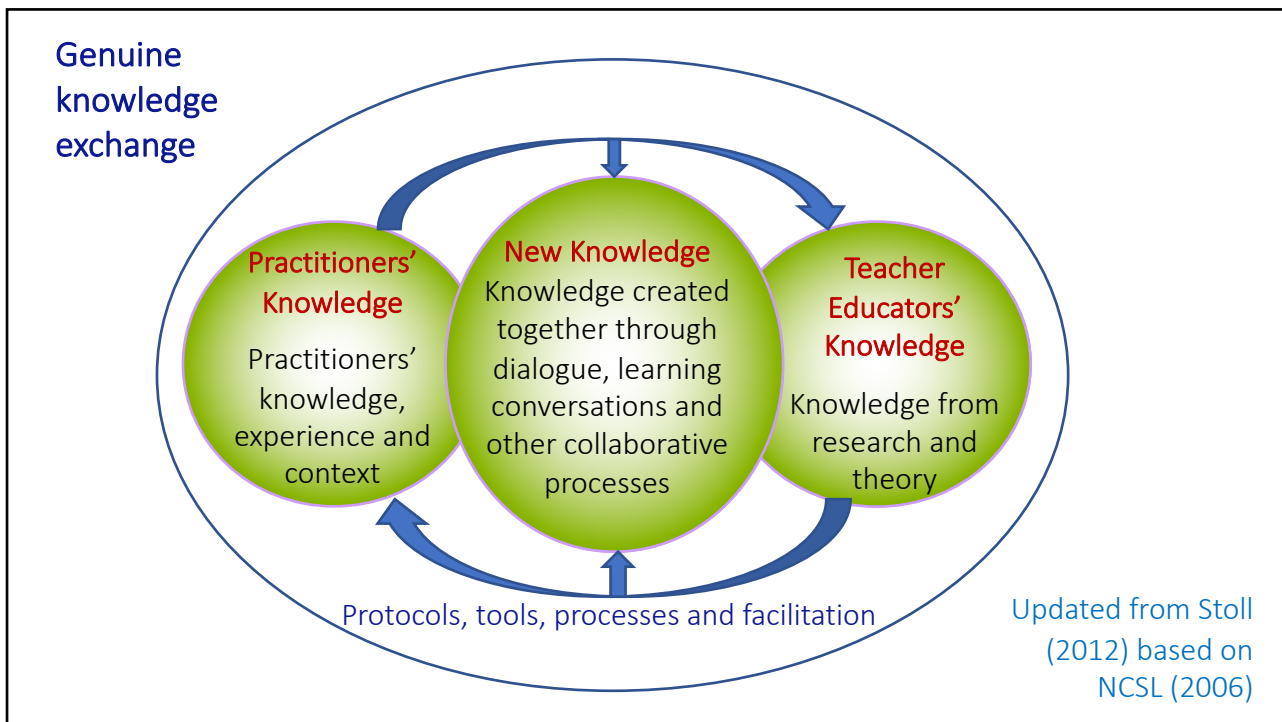 Genuine
knowledge
exchange
Practitioners’
Knowledge
Practitioners’
knowledge,
experience and
context
New Knowledge
Knowledge created
together through
dialogue, learning
conversations and
other collaborative
processes
Teacher
Educators’
Knowledge
Knowledge from
research and
theory
Protocols, tools, processes and facilitation
Updated from Stoll
(2012) based on
NCSL (2006)